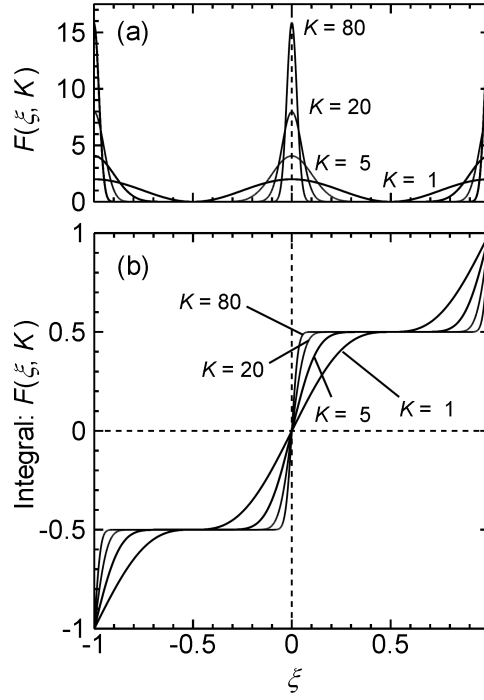 (a)
K = 80
K = 20
K = 5
K = 1
F(ξ, K)
15
10
5
0
(b)
K = 80
K = 20
K = 5
K = 1
Integral: F(ξ, K)
1
0.5
0
-0.5
-1
-1
-0.5
0
0.5
ξ